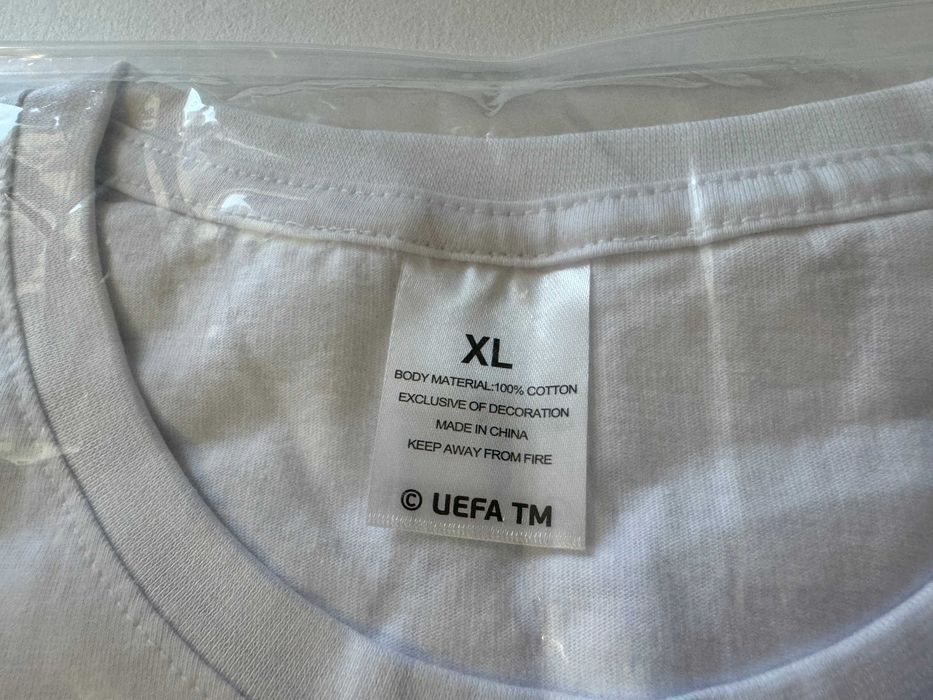 XL
BODY MATERIAL:100% COTTON
EXCLUSIVE OF DECORATION
MADE IN CHINA
KEEP AWAY FROM FIRE
© UEFA TM